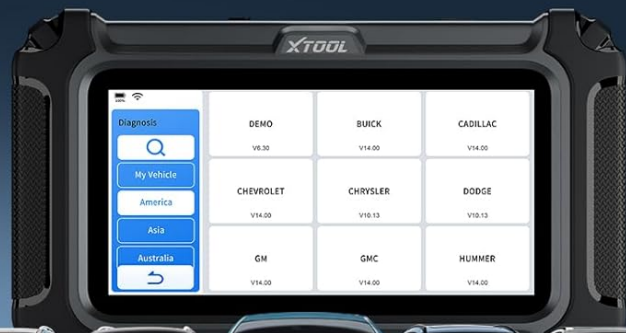 XTOOL
100%
Diagnosis
My Vehicle
America
Asia
Australia
DEMO
V6.30
BUICK
V14.00
CADILLAC
V14.00
CHEVROLET
V14.00
CHRYSLER
V10.13
DODGE
V10.13
GM
V14.00
GMC
V14.00
HUMMER
V14.00